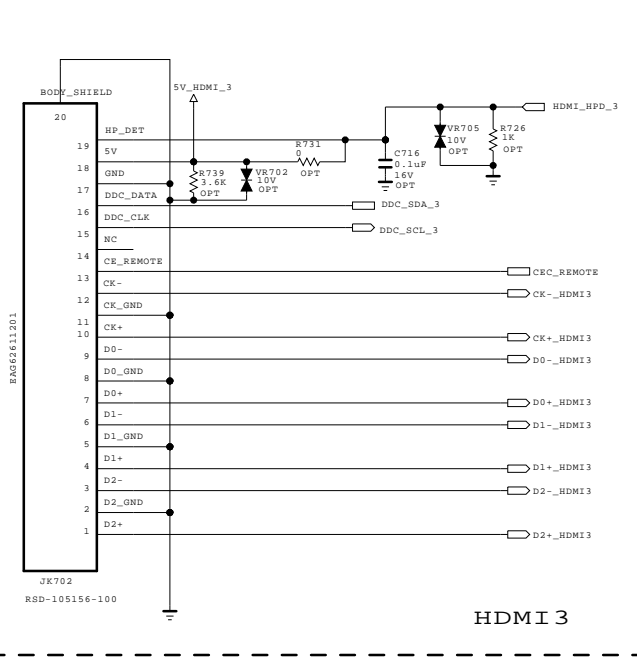 BODY_SHIELD
20
5V_HDMI_3
HDMI_HPD_3
HP_DET
19
5V
18
GND
17
DDC_DATA
16
DDC_CLK
15
NC
14
CE_REMOTE
13
CK-
12
CK_GND
11
CK+
10
D0-
9
D0_GND
8
D0+
7
D1-
6
D1_GND
5
D1+
4
D2-
3
D2_GND
2
D2+
1
R731
0
OPT
R739
3.6K
OPT
VR702
10V
OPT
C716
0.1uF
16V
OPT
VR705
10V
OPT
R726
1K
OPT
DDC_SDA_3
DDC_SCL_3
CEC_REMOTE
CK-_HDMI3
CK+_HDMI3
D0-_HDMI3
D0+_HDMI3
D1-_HDMI3
D1+_HDMI3
D2-_HDMI3
D2+_HDMI3
EAG62611201
JK702
RSD-105156-100
HDMI3